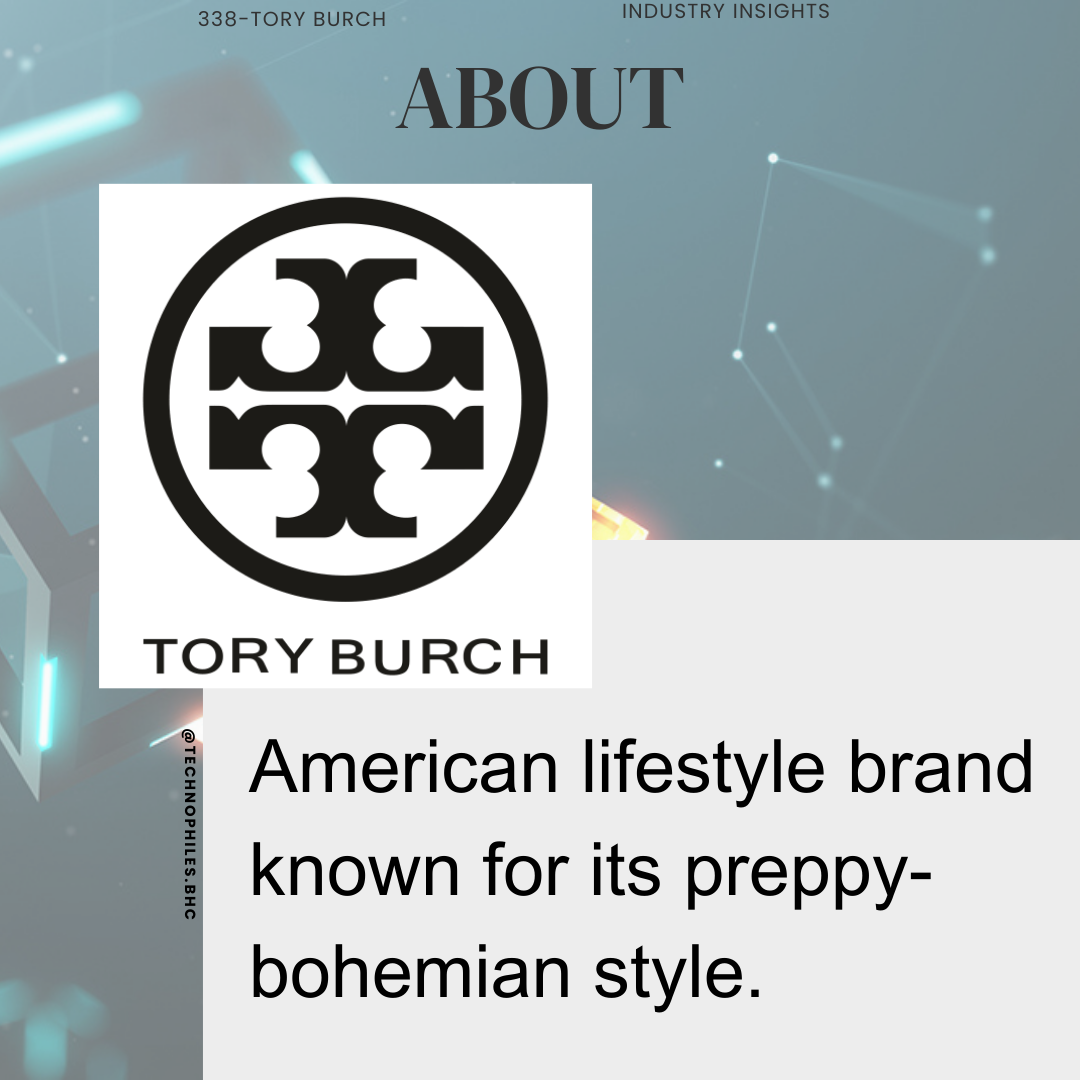 338-TORY BURCH
INDUSTRY INSIGHTS
ABOUT
TORY BURCH
@TECHNOPHILES.BHC
American lifestyle brand
known for its preppy-
bohemian style.